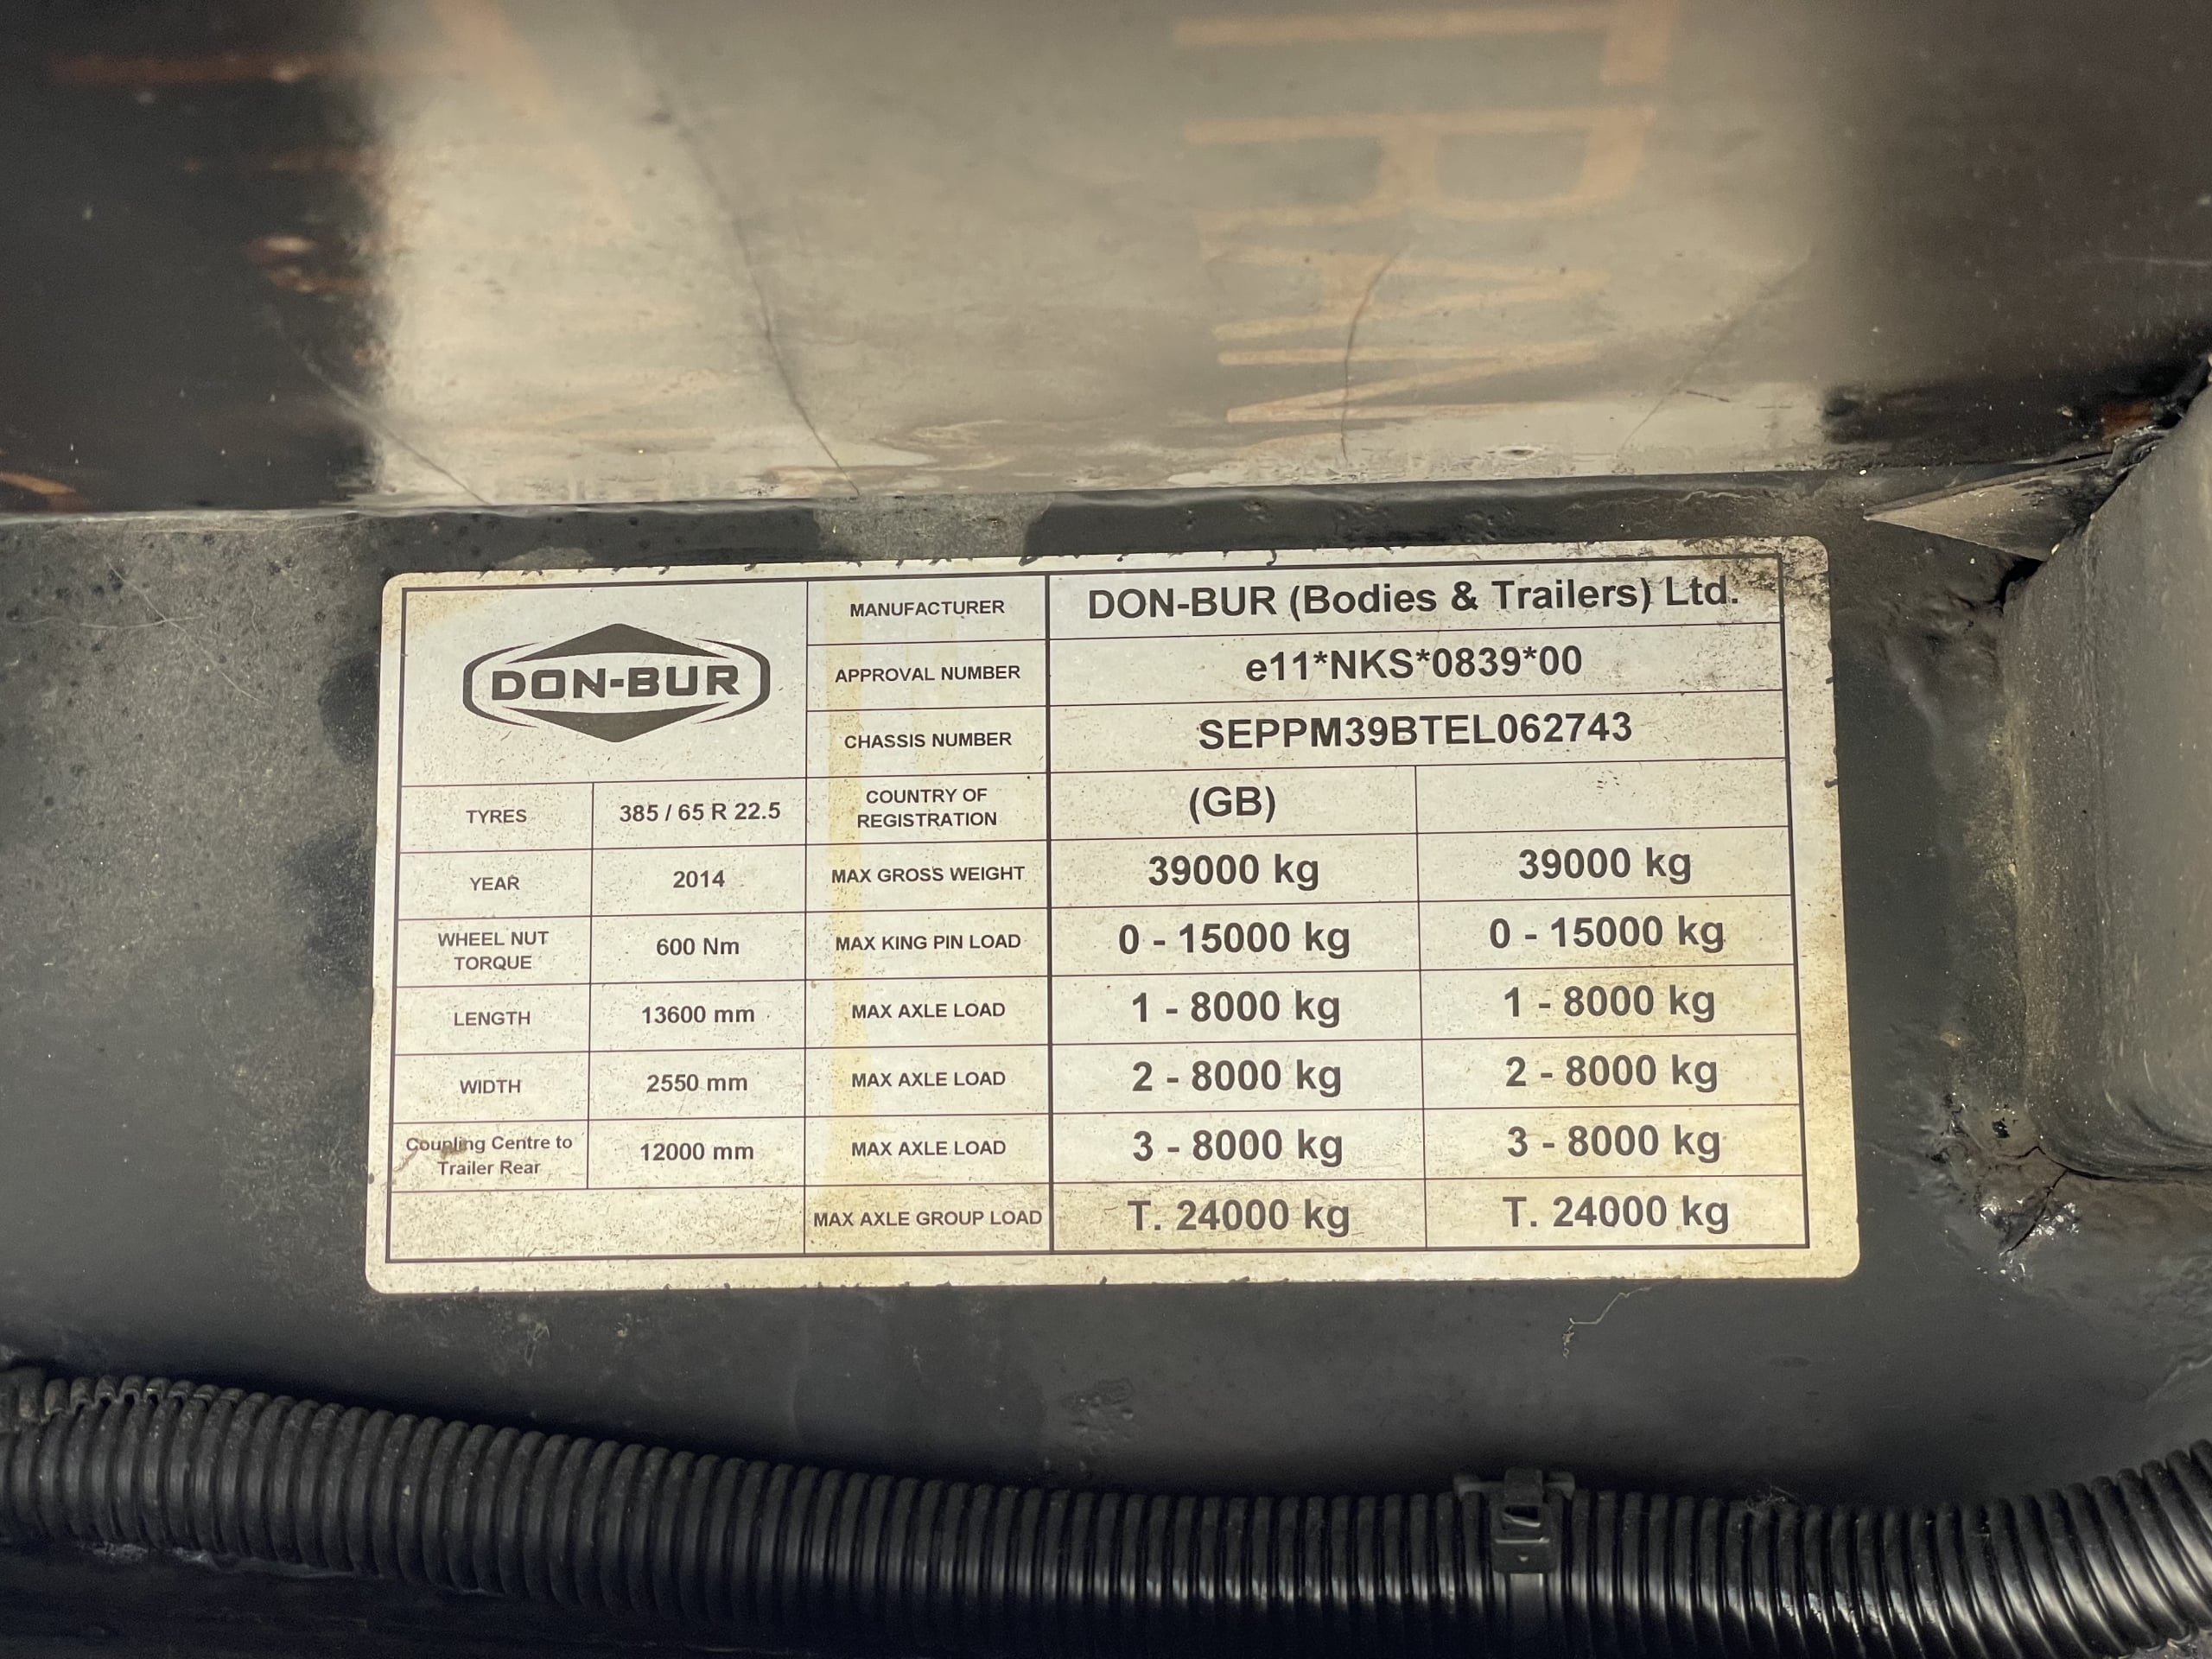 DON-BUR
MANUFACTURER DON-BUR (Bodies & Trailers) Ltd.
APPROVAL NUMBER e11*NKS*0839*00
CHASSIS NUMBER SEPPM39BTEL062743
TYRES 385 / 65 R 22.5 COUNTRY OF REGISTRATION (GB)
YEAR 2014 MAX GROSS WEIGHT 39000 kg 39000 kg
WHEEL NUT TORQUE 600 Nm MAX KING PIN LOAD 0 - 15000 kg 0 - 15000 kg
LENGTH 13600 mm MAX AXLE LOAD 1 - 8000 kg 1 - 8000 kg
WIDTH 2550 mm MAX AXLE LOAD 2 - 8000 kg 2 - 8000 kg
Coupling Centre to Trailer Rear 12000 mm MAX AXLE LOAD 3 - 8000 kg 3 - 8000 kg
MAX AXLE GROUP LOAD T. 24000 kg T. 24000 kg